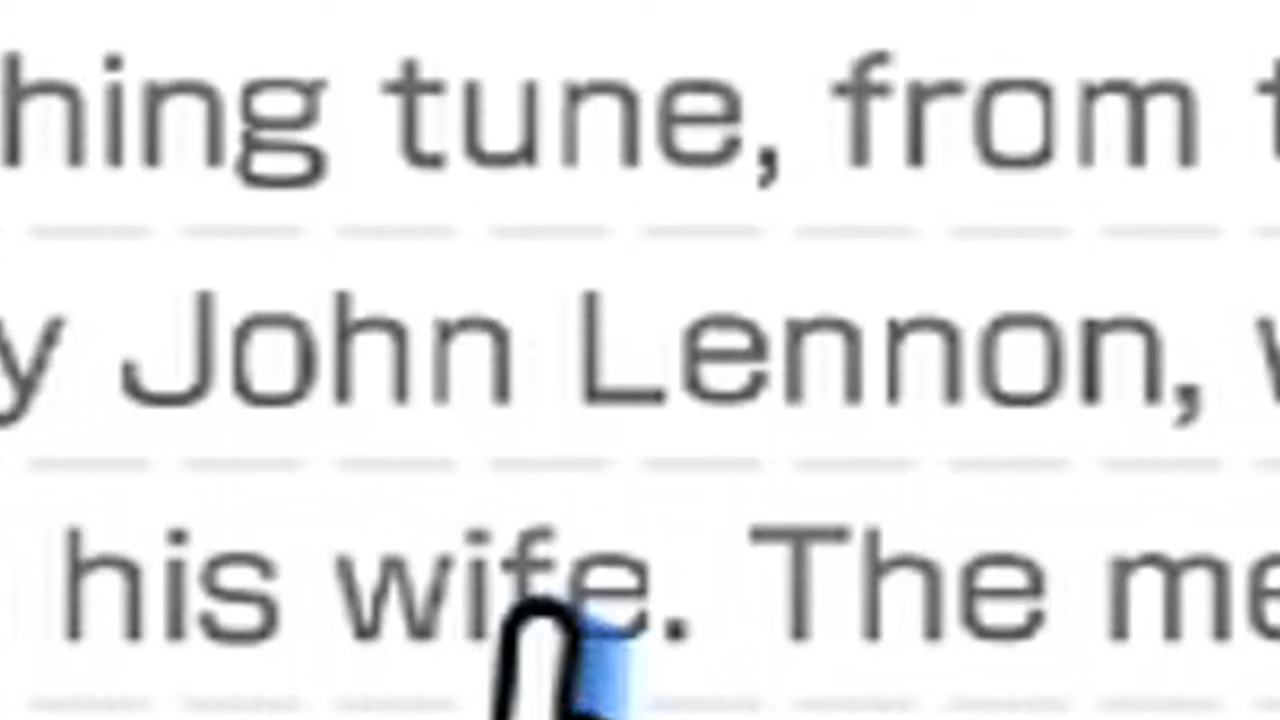 hing tune, from t
y John Lennon, w
his wife. The me